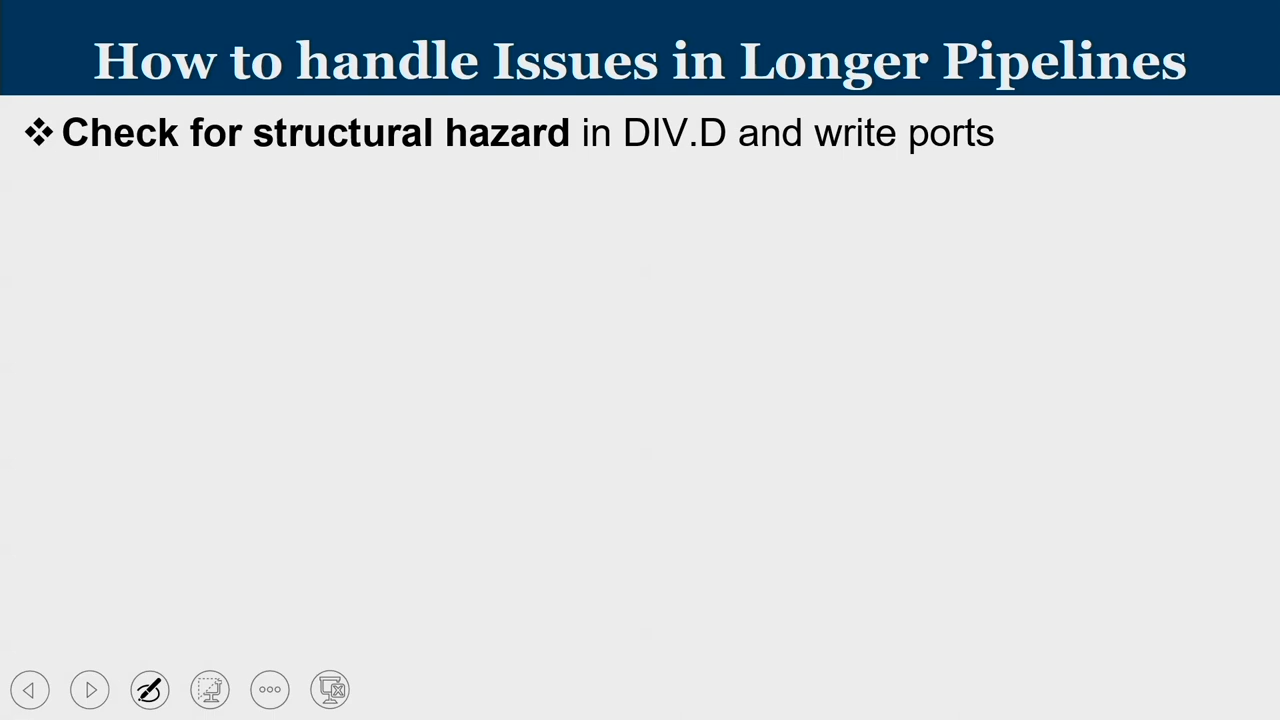 How to handle Issues in Longer Pipelines
❖ Check for structural hazard in DIV.D and write ports